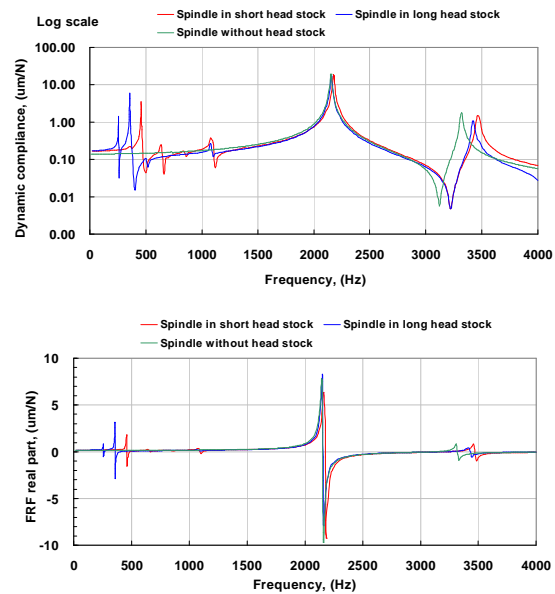 Log scale
Spindle in short head stock
Spindle in long head stock
Spindle without head stock
Dynamic compliance, (um/N)
100.00
10.00
1.00
0.10
0.01
0.00
0
500
1000
1500
2000
2500
3000
3500
4000
Frequency, (Hz)
Spindle in short head stock
Spindle in long head stock
Spindle without head stock
FRF real part, (um/N)
10
5
0
-5
-10
0
500
1000
1500
2000
2500
3000
3500
4000
Frequency, (Hz)